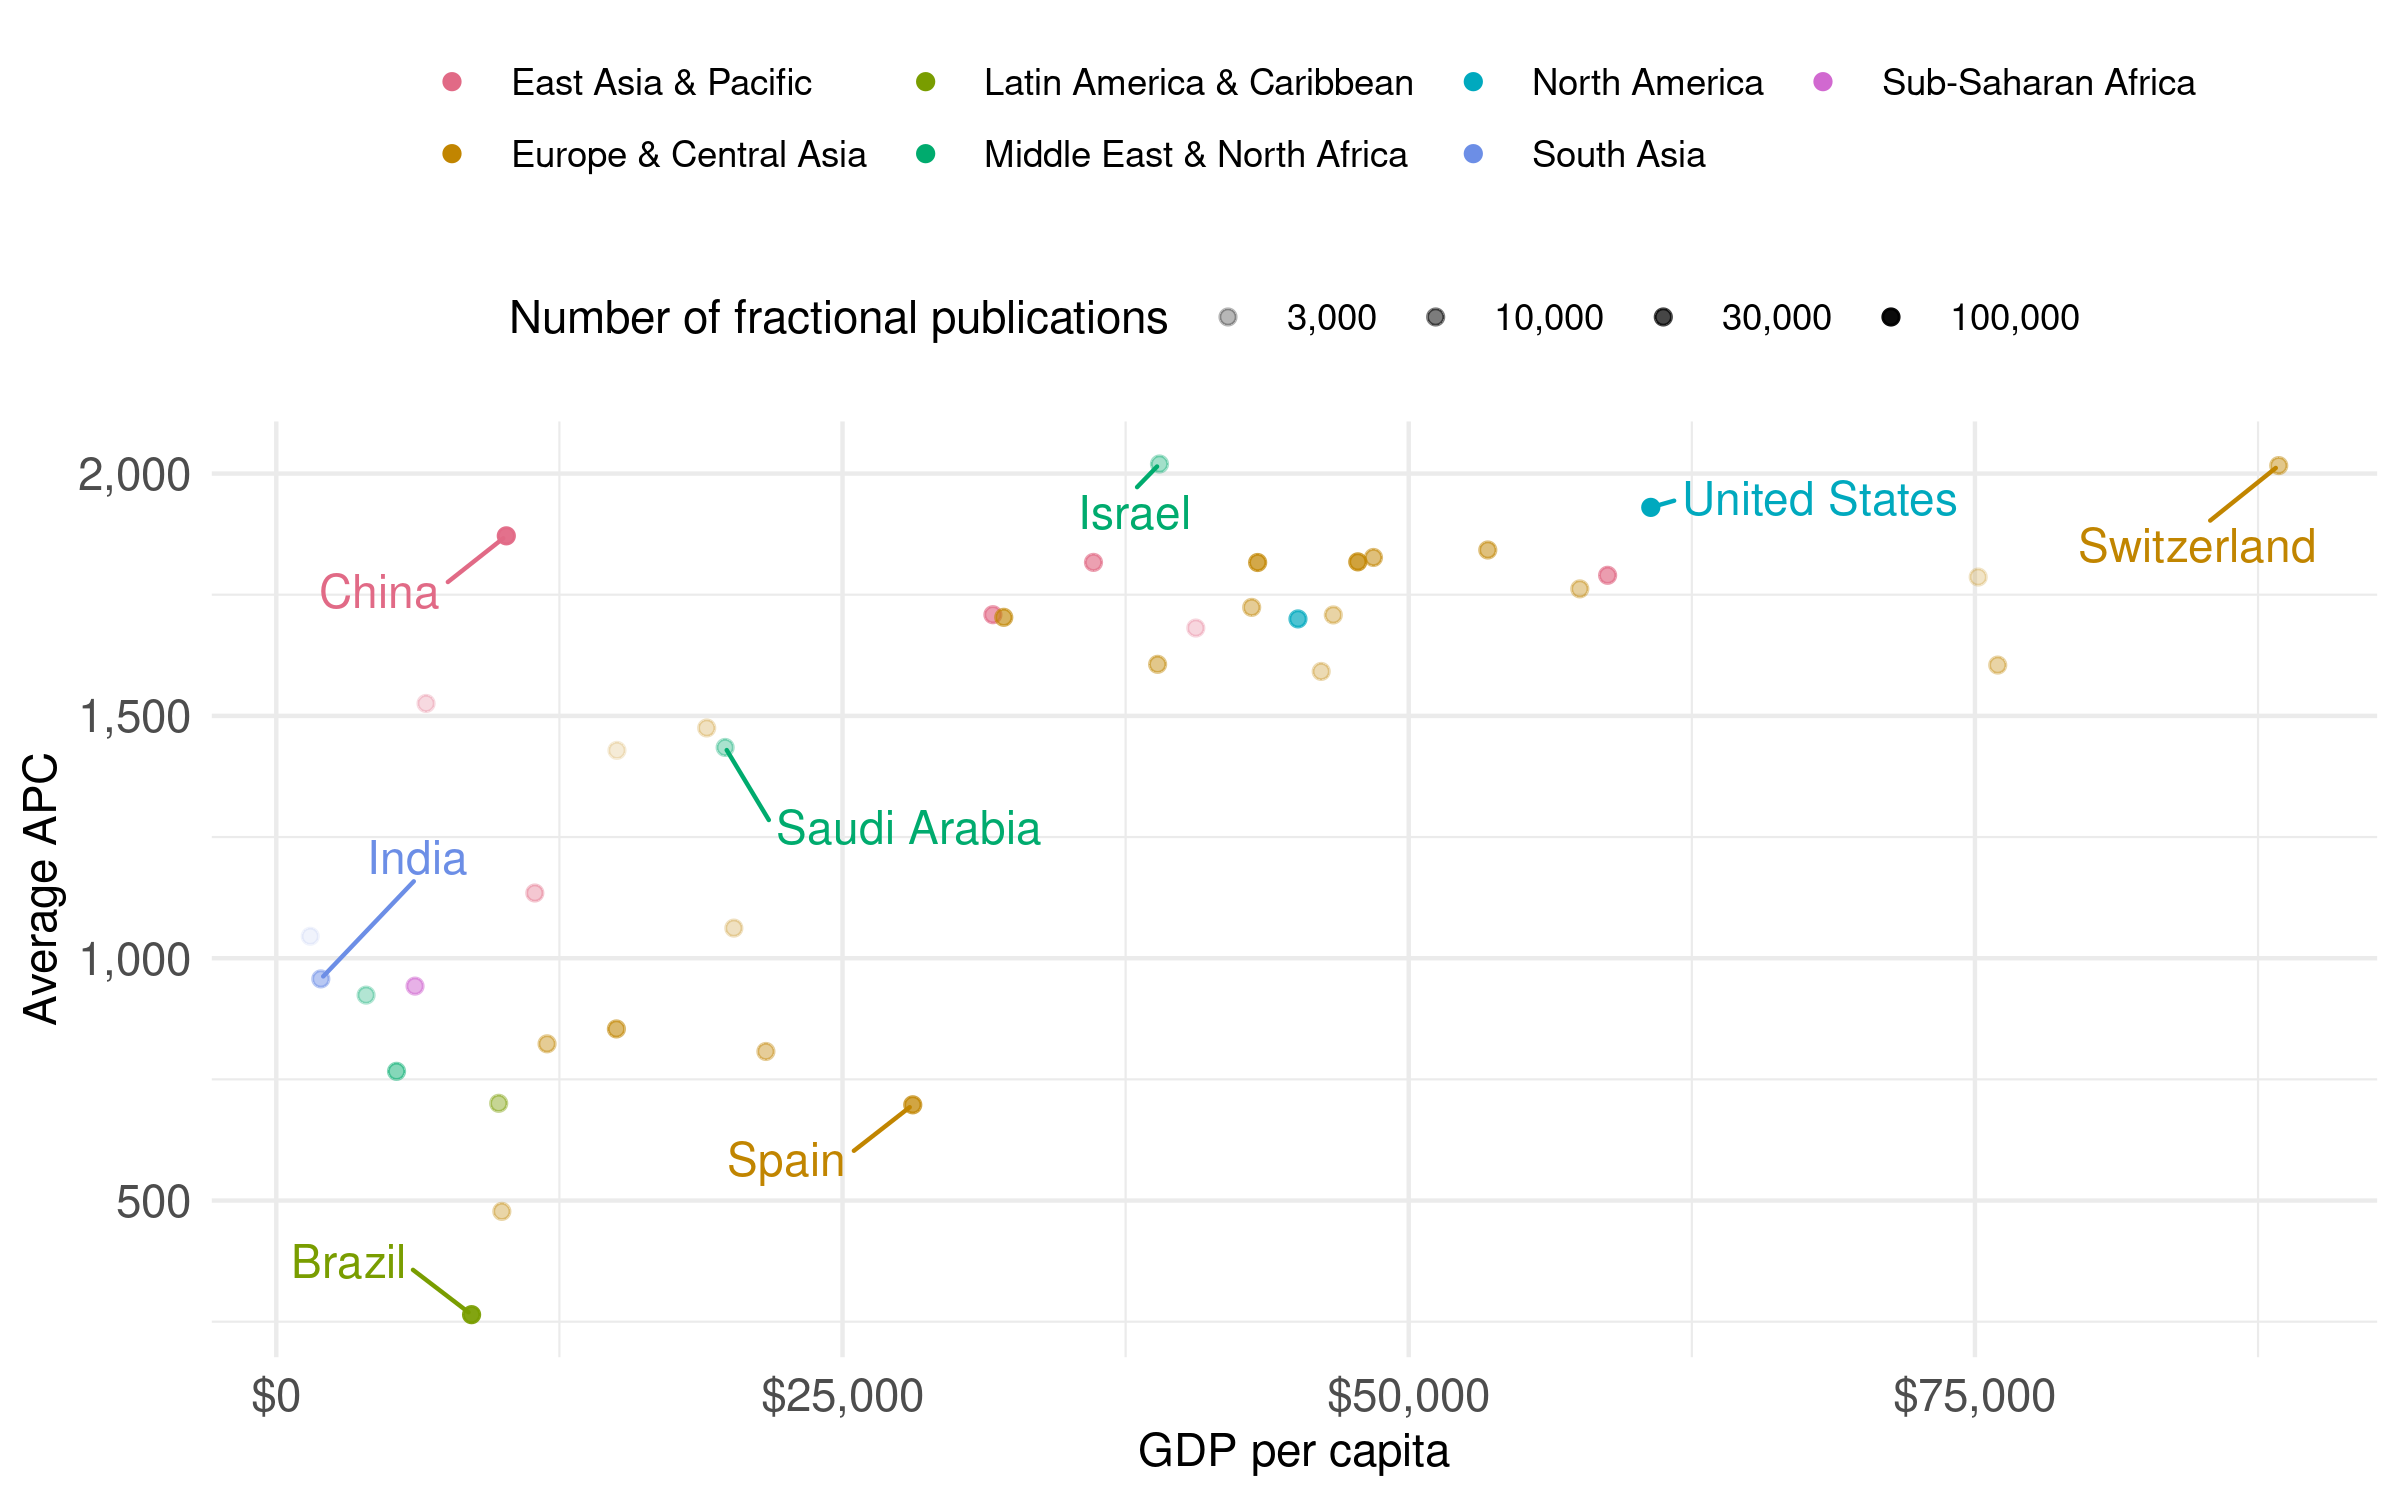 East Asia & Pacific
Latin America & Caribbean
North America
Sub-Saharan Africa
Europe & Central Asia
Middle East & North Africa
South Asia
Number of fractional publications
3,000
10,000
30,000
100,000
Average APC
2,000
1,500
1,000
500
Israel
United States
Switzerland
China
Saudi Arabia
India
Spain
Brazil
$0
$25,000
$50,000
$75,000
GDP per capita